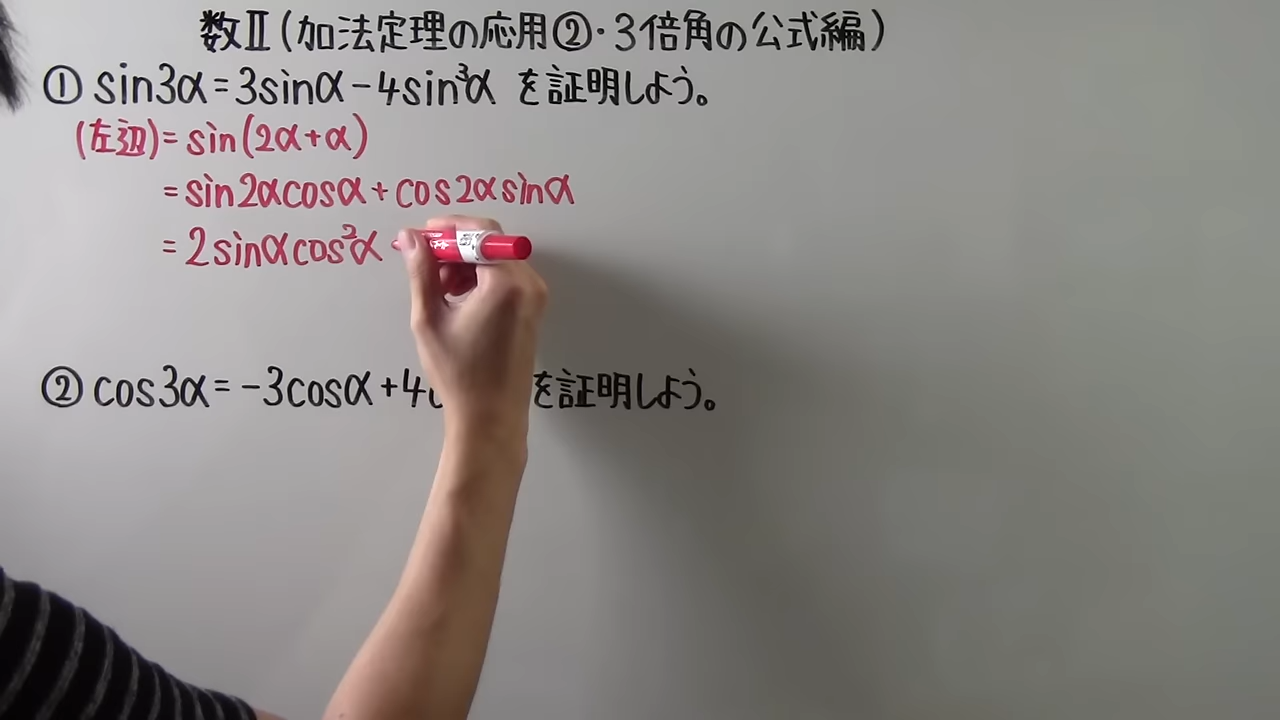 数Ⅱ(加法定理の応用②・3倍角の公式編)
① sin3α=3sinα-4sin³α を証明しよう。
(左辺)=sin(2α+α)
=sin2αcosα+cos2αsinα
=2sinαcos²α
② cos3α=-3cosα+4 を証明しよう。